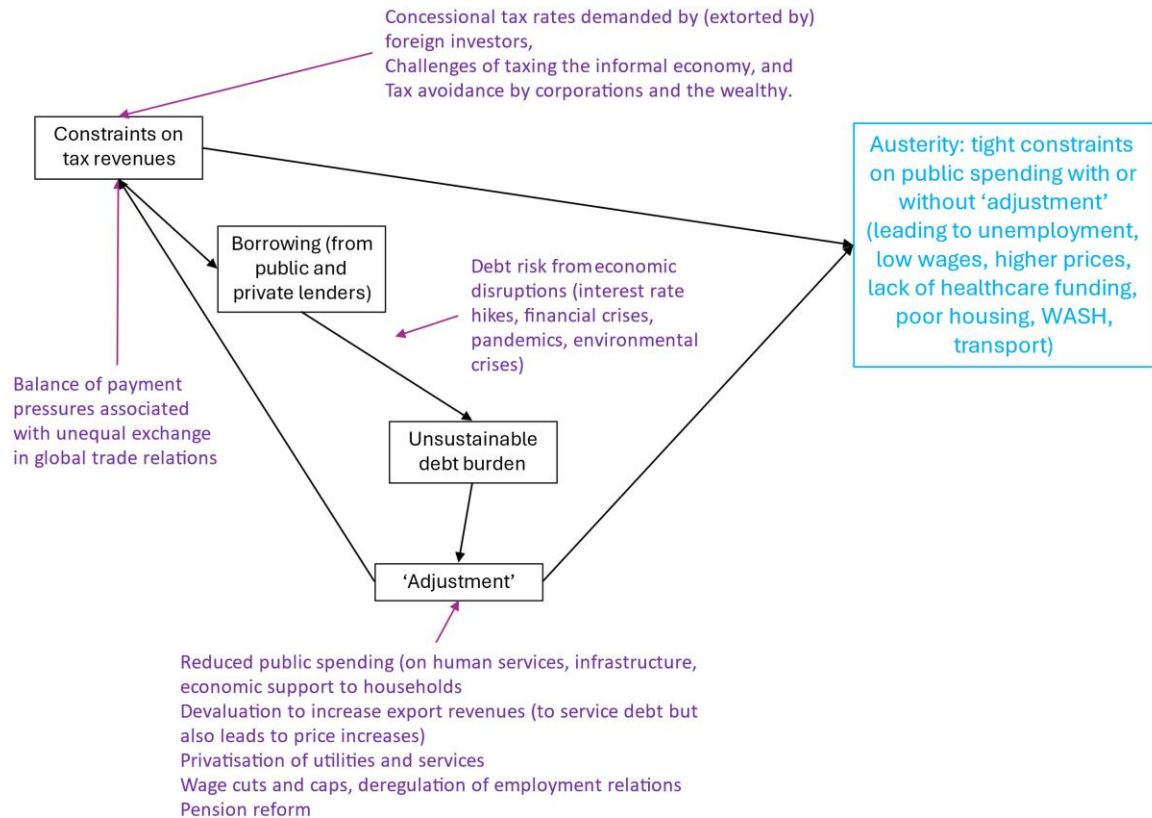 Concessional tax rates demanded by (extorted by)
foreign investors,
Challenges of taxing the informal economy, and
Tax avoidance by corporations and the wealthy.
Constraints on
tax revenues
Austerity: tight constraints
on public spending with or
without ‘adjustment’
(leading to unemployment,
low wages, higher prices,
lack of healthcare funding,
poor housing, WASH,
transport)
Borrowing (from
public and
private lenders)
Debt risk from economic
disruptions (interest rate
hikes, financial crises,
pandemics, environmental
crises)
Balance of payment
pressures associated
with unequal exchange
in global trade relations
Unsustainable
debt burden
‘Adjustment’
Reduced public spending (on human services, infrastructure,
economic support to households
Devaluation to increase export revenues (to service debt but
also leads to price increases)
Privatisation of utilities and services
Wage cuts and caps, deregulation of employment relations
Pension reform